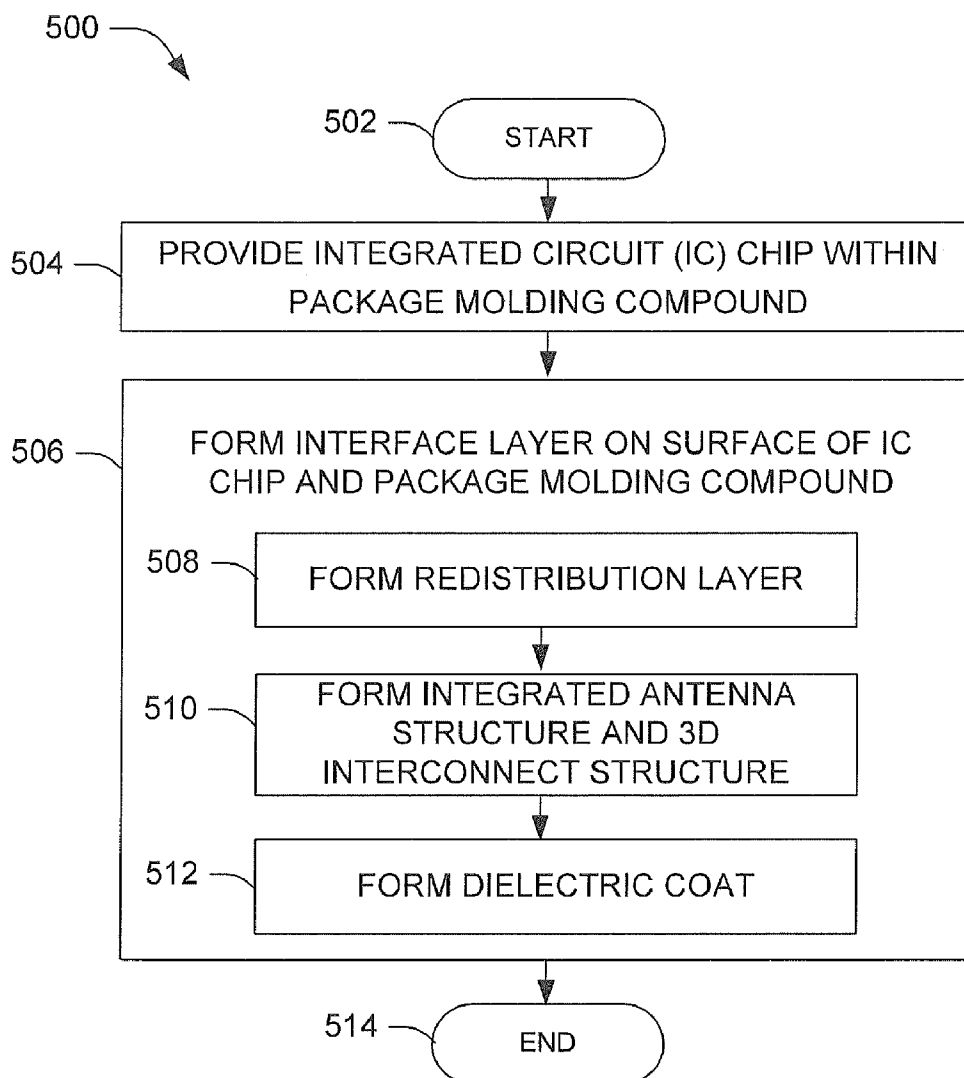 500
502
START
504
PROVIDE INTEGRATED CIRCUIT (IC) CHIP WITHIN
PACKAGE MOLDING COMPOUND
506
FORM INTERFACE LAYER ON SURFACE OF IC
CHIP AND PACKAGE MOLDING COMPOUND
508
FORM REDISTRIBUTION LAYER
510
FORM INTEGRATED ANTENNA
STRUCTURE AND 3D
INTERCONNECT STRUCTURE
512
FORM DIELECTRIC COAT
514
END